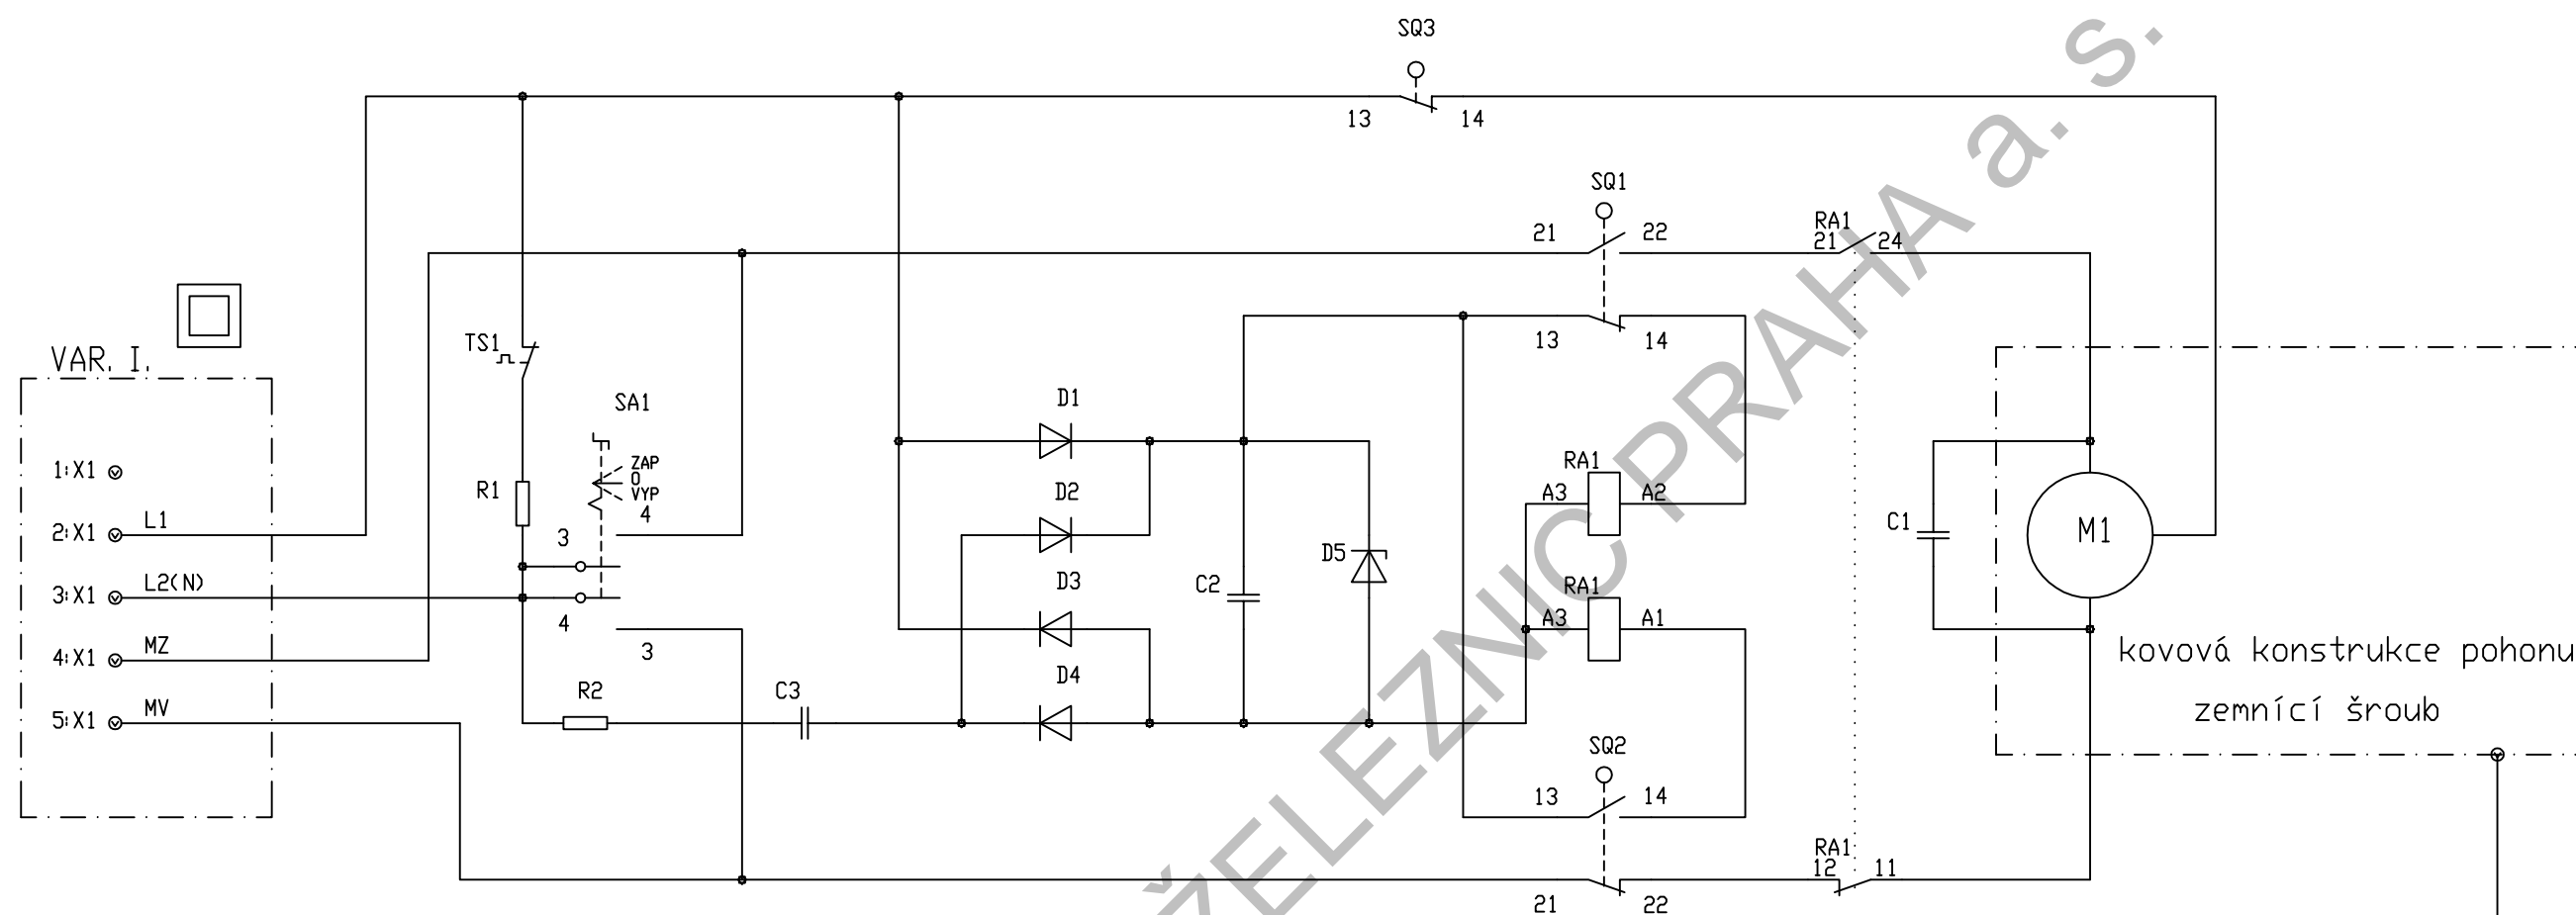 SQ3
13 14
SQ1
21 22
RA1
21 24
13 14
VAR. I.
TS1
SA1
ZAP
0
VYP
4
R1
3
4
3
1:X1
2:X1 L1
3:X1 L2(N)
4:X1 MZ
5:X1 MV
R2
C3
D1
D2
D3
D4
C2
D5
RA1
A3 A2
RA1
A3 A1
C1
M1
kovová konstrukce pohonu
zemnící šroub
SQ2
13 14
21 22
RA1
12 11
ŽELEZNIC PRAHA a. s.